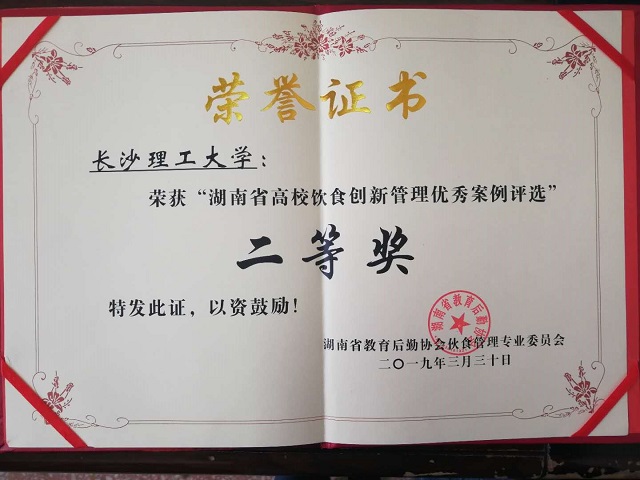 荣誉证书
长沙理工大学：
荣获“湖南省高校饮食创新管理优秀案例评选”
二等奖
特发此证，以资鼓励！
湖南省教育后勤协会伙食管理专业委员会
二〇一九年三月三十日